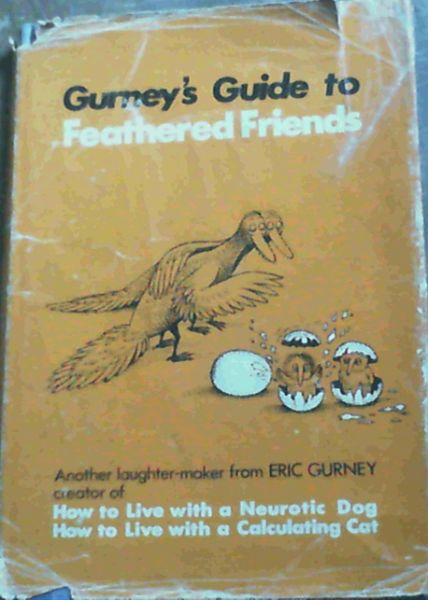 Gurney's Guide to
Feathered Friends
Another laughter-maker from ERIC GURNEY
creator of
How to Live with a Neurotic Dog
How to Live with a Calculating Cat